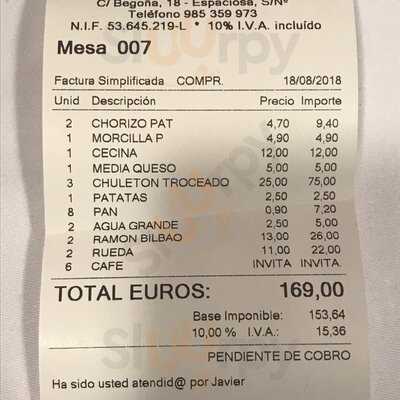 C/ Begoña, 18 - Espaciosa, S/Nº
Teléfono 985 359 973
N.I.F. 53.645.219-L * 10% I.V.A. incluído
Mesa 007
Factura Simplificada COMPR. 18/08/2018
Unid Descripción Precio Importe
2 CHORIZO PAT 4,70 9,40
1 MORCILLA P 4,90 4,90
1 CECINA 12,00 12,00
1 MEDIA QUESO 5,00 5,00
3 CHULETON TROCEADO 25,00 75,00
1 PATATAS 2,50 2,50
8 PAN 0,90 7,20
2 AGUA GRANDE 2,50 5,00
2 RAMON BILBAO 13,00 26,00
2 RUEDA 11,00 22,00
6 CAFE INVITA INVITA.
TOTAL EUROS: 169,00
Base Imponible: 153,64
10,00 % I.V.A.: 15,36
PENDIENTE DE COBRO
Ha sido usted atendid@ por Javier